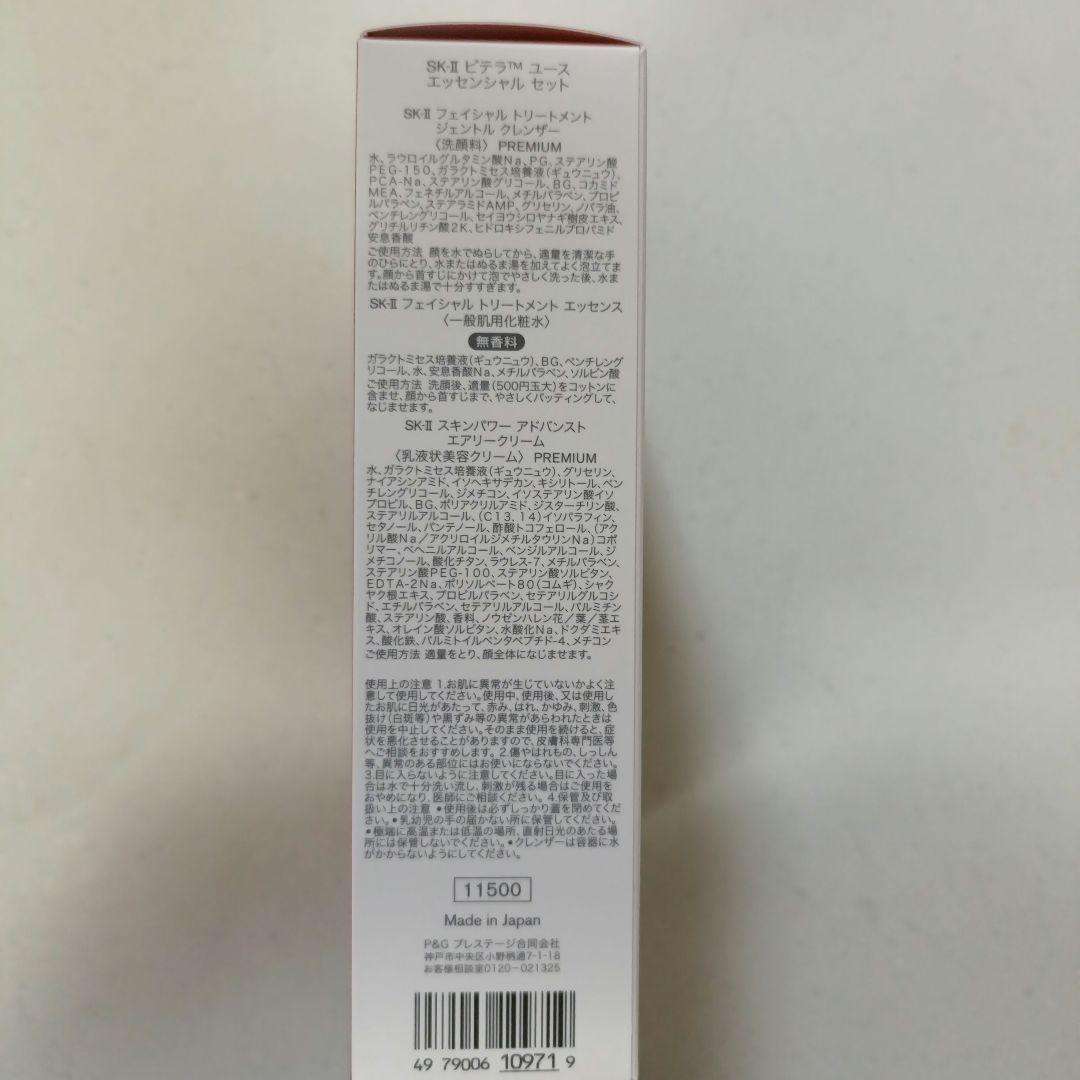 SK-II ピテラ™ ユース
エッセンシャル セット
SK-II フェイシャル トリートメント
ジェントル クレンザー
〈洗顔料〉 PREMIUM
水、ラウロイルグルタミン酸Na、PG、ステアリン酸
PEG-150、ガラクトミセス培養液(ギュウニュウ)、
PCA-Na、ステアリン酸グリコール、BG、コカミド
MEA、フェネチルアルコール、メチルパラベン、プロピ
ルパラベン、ステアラミドAMP、グリセリン、ノバラ油、
ペンチレングリコール、セイヨウシロヤナギ樹皮エキス、
グリチルリチン酸2K、ヒドロキシフェニルプロパミド
安息香酸
ご使用方法 顔を水でぬらしてから、適量を清潔な手
のひらにとり、水またはぬるま湯を加えてよく泡立てま
す。顔から首すじにかけて泡でやさしく洗った後、水ま
たはぬるま湯で十分すすぎます。
SK-II フェイシャル トリートメント エッセンス
〈一般肌用化粧水〉
無香料
ガラクトミセス培養液(ギュウニュウ)、BG、ペンチレング
リコール、水、安息香酸Na、メチルパラベン、ソルビン酸
ご使用方法 洗顔後、適量(500円玉大)をコットンに
含ませ、顔から首すじまで、やさしくパッティングして、
なじませます。
SK-II スキンパワー アドバンスト
エアリークリーム
〈乳液状美容クリーム〉 PREMIUM
水、ガラクトミセス培養液(ギュウニュウ)、グリセリン、
ナイアシンアミド、イソヘキサデカン、キシリトール、ペン
チレングリコール、ジメチコン、イソステアリン酸イソ
プロピル、BG、ポリアクリルアミド、ジスターチリン酸、
ステアリルアルコール、(C13,14)イソパラフィン、
セタノール、パンテノール、酢酸トコフェロール、(アク
リル酸Na/アクリロイルジメチルタウリンNa)コポ
リマー、ベヘニルアルコール、ベンジルアルコール、ジ
メチコノール、酸化チタン、ラウレス-7、メチルパラベン、
ステアリン酸PEG-100、ステアリン酸ソルビタン、
EDTA-2Na、ポリソルベート80(コムギ)、シャク
ヤク根エキス、プロピルパラベン、セテアリルグルコシ
ド、エチルパラベン、セテアリルアルコール、パルミチン
酸、ステアリン酸、香料、ノウゼンハレン花/葉/茎エ
キス、オレイン酸ソルビタン、水酸化Na、ドクダミエキ
ス、酸化鉄、パルミトイルペンタペプチド-4、メチコン
ご使用方法 適量をとり、顔全体になじませます。
使用上の注意 1.お肌に異常が生じていないかよく注
意して使用してください。使用中、使用後、又は使用し
たお肌に日光があたって、赤み、はれ、かゆみ、刺激、色
抜け(白斑等)や黒ずみ等の異常があらわれたときは
使用を中止してください。そのまま使用を続けると、症
状を悪化させることがありますので、皮膚科専門医等
へご相談をおすすめします。2.傷やはれもの、しっしん
等、異常のある部位にはお使いにならないでください。
3.目に入らないように注意してください。目に入った場
合は水で十分洗い流し、刺激が残る場合はご使用を
おやめになり、医師にご相談ください。4.保管及び取
扱い上の注意 •使用後は必ずしっかり蓋を閉めてくだ
さい。•乳幼児の手の届かない所に保管してください。
•極端に高温または低温の場所、直射日光のあたる場
所には保管しないでください。•クレンザーは容器に水
がかからないようにしてください。
11500
Made in Japan
P&G プレステージ合同会社
神戸市中央区小野柄通7-1-18
お客様相談室0120-021325
49 79006 10971 9